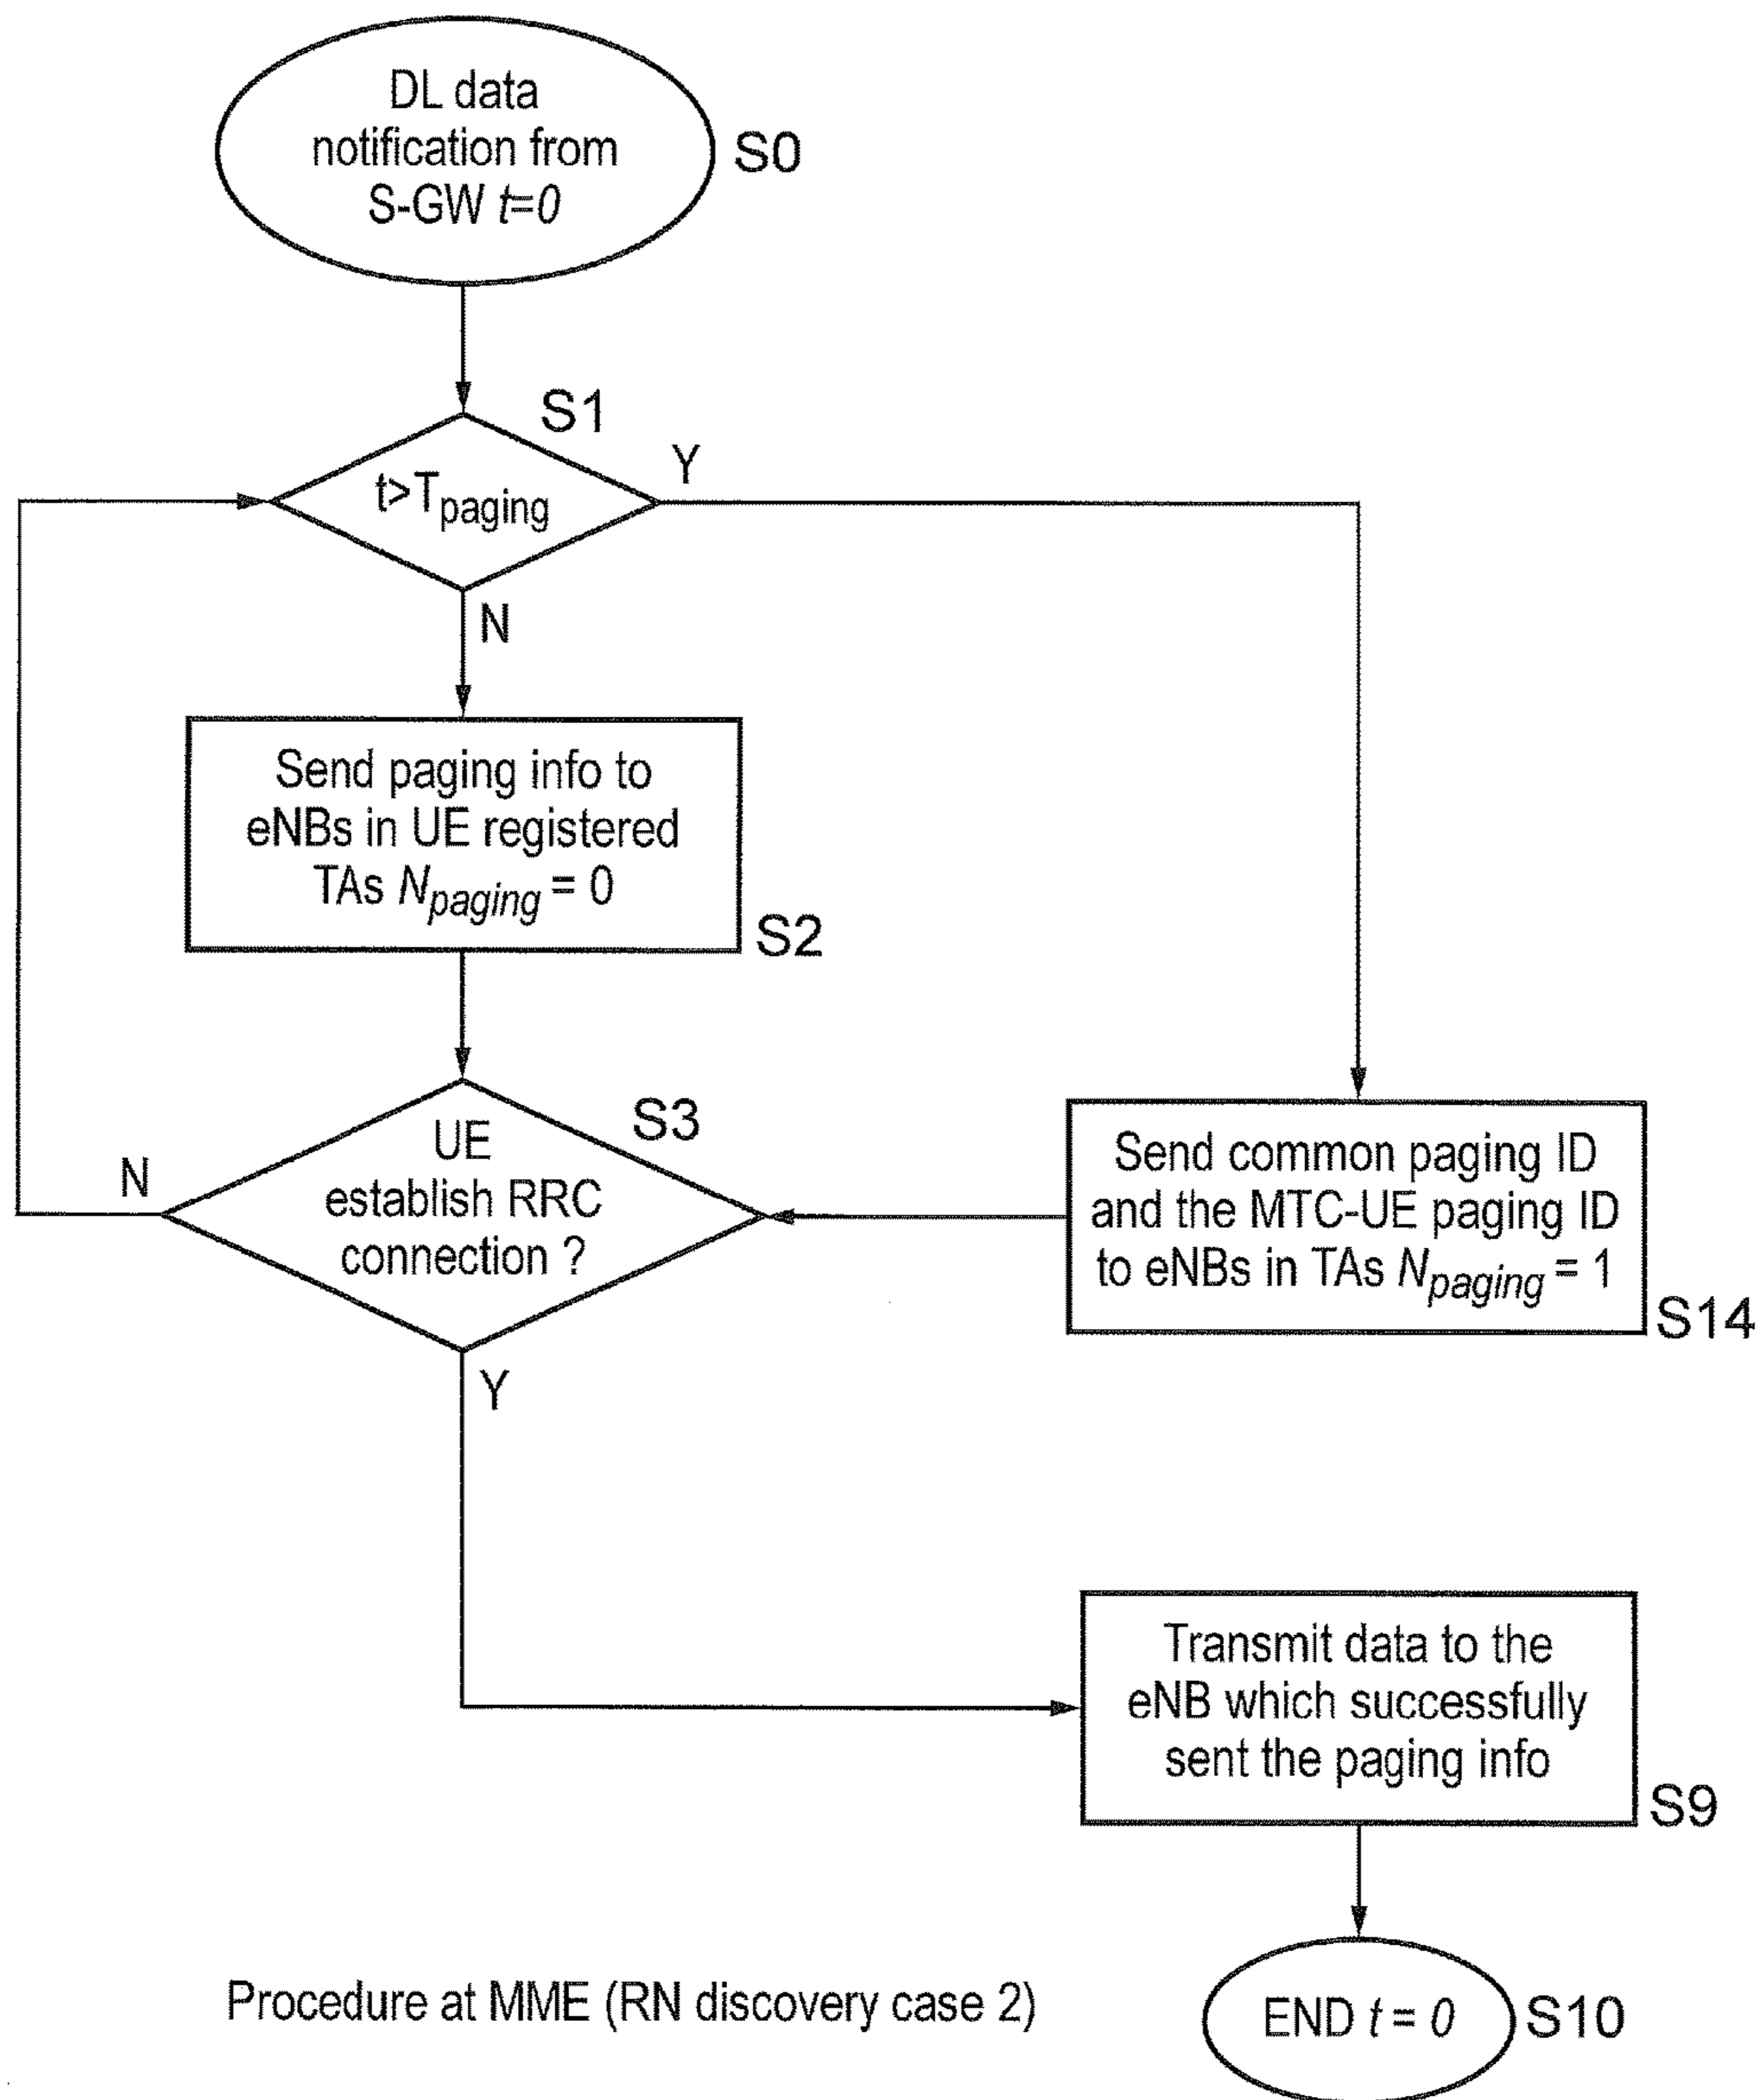 DL data
notification from
S-GW t=0
S0
S1
t>Tpaging
Y
N
Send paging info to
eNBs in UE registered
TAs Npaging = 0
S2
UE
establish RRC
connection ?
S3
N
Y
Send common paging ID
and the MTC-UE paging ID
to eNBs in TAs Npaging = 1
S14
Transmit data to the
eNB which successfully
sent the paging info
S9
Procedure at MME (RN discovery case 2)
END t = 0
S10